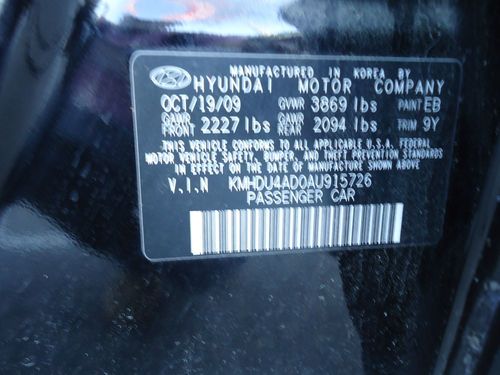 MANUFACTURED IN KOREA BY
HYUNDAI MOTOR COMPANY
OCT/19/09 GVWR 3869 lbs PAINT EB
GAWR FRONT 2227 lbs GAWR REAR 2094 lbs TRIM 9Y
THIS VEHICLE CONFORMS TO ALL APPLICABLE U.S.A. FEDERAL
MOTOR VEHICLE SAFETY, BUMPER, AND THEFT PREVENTION STANDARDS
IN EFFECT ON THE DATE OF MANUFACTURE SHOWN ABOVE.
V.I.N KMHDU4AD0AU915726
PASSENGER CAR